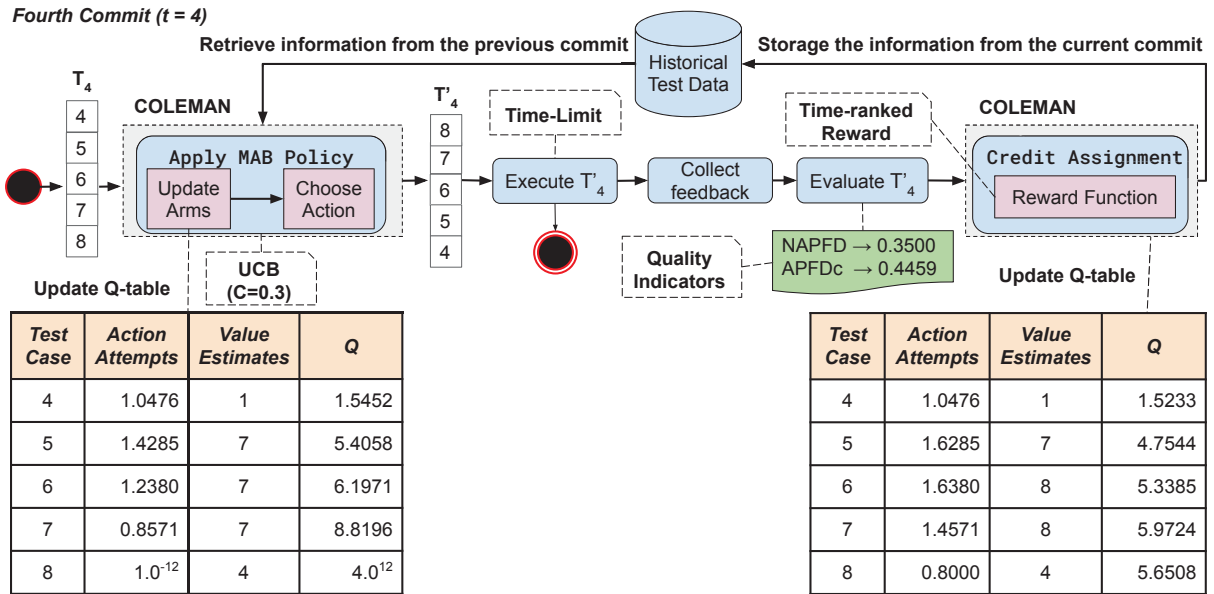 Fourth Commit (t = 4)
Retrieve information from the previous commit
Historical
Test Data
Storage the information from the current commit
T4
4
5
6
7
8
COLEMAN
Apply MAB Policy
Update
Arms
Choose
Action
UCB
(C=0.3)
T'4
8
7
6
5
4
Time-Limit
Execute T'4
Collect
feedback
Time-ranked
Reward
Evaluate T'4
Quality
Indicators
NAPFD → 0.3500
APFDc → 0.4459
COLEMAN
Credit Assignment
Reward Function
Update Q-table
Test Case Action Attempts Value Estimates Q
4 1.0476 1 1.5452
5 1.4285 7 5.4058
6 1.2380 7 6.1971
7 0.8571 7 8.8196
8 1.0-12 4 4.012
Update Q-table
Test Case Action Attempts Value Estimates Q
4 1.0476 1 1.5233
5 1.6285 7 4.7544
6 1.6380 8 5.3385
7 1.4571 8 5.9724
8 0.8000 4 5.6508